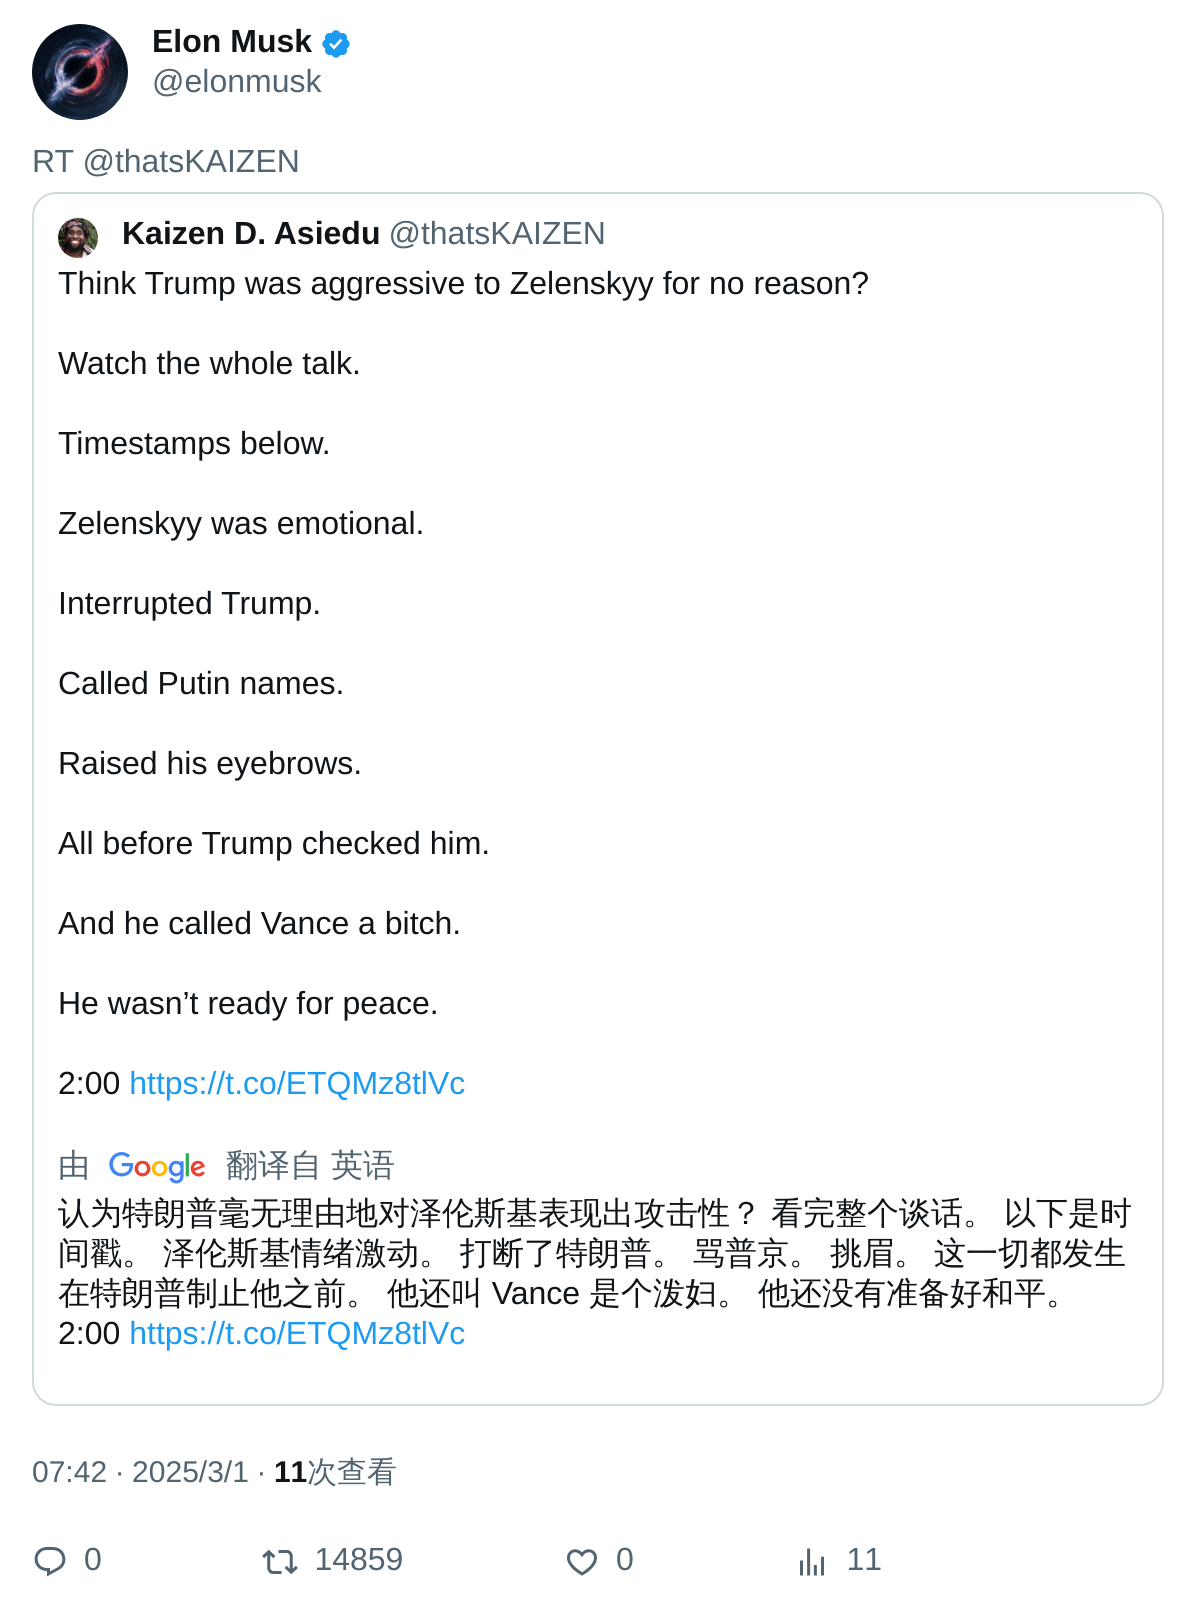 Elon Musk
@elonmusk
RT @thatsKAIZEN
Kaizen D. Asiedu @thatsKAIZEN
Think Trump was aggressive to Zelenskyy for no reason?
Watch the whole talk.
Timestamps below.
Zelenskyy was emotional.
Interrupted Trump.
Called Putin names.
Raised his eyebrows.
All before Trump checked him.
And he called Vance a bitch.
He wasn’t ready for peace.
2:00 https://t.co/ETQMz8tlVc
由 Google 翻译自 英语
认为特朗普毫无理由地对泽伦斯基表现出攻击性？ 看完整个谈话。 以下是时
间戳。 泽伦斯基情绪激动。 打断了特朗普。 骂普京。 挑眉。 这一切都发生
在特朗普制止他之前。 他还叫 Vance 是个泼妇。 他还没有准备好和平。
2:00 https://t.co/ETQMz8tlVc
07:42 · 2025/3/1 · 11次查看
0 14859 0 11